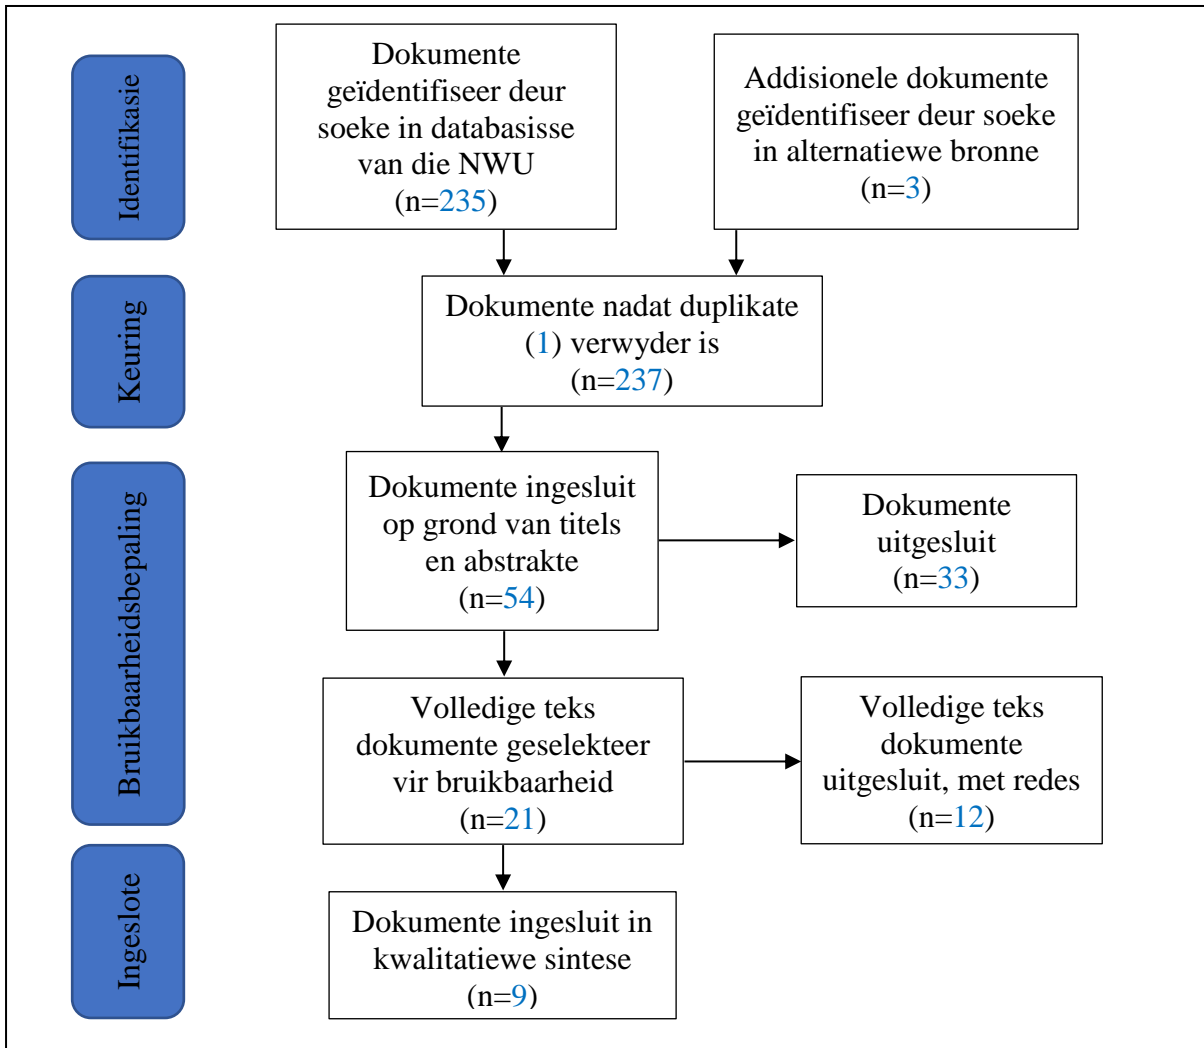 Identifikasie
Dokumente
geïdentifiseer deur
soeke in databasisse
van die NWU
(n=235)
Addisionele dokumente
geïdentifiseer deur soeke
in alternatiewe bronne
(n=3)
Keuring
Dokumente nadat duplikate
(1) verwyder is
(n=237)
Bruikbaarheidsbepaling
Dokumente ingesluit
op grond van titels
en abstrakte
(n=54)
Dokumente
uitgesluit
(n=33)
Volledige teks
dokumente geselekteer
vir bruikbaarheid
(n=21)
Volledige teks
dokumente
uitgesluit, met redes
(n=12)
Ingeslote
Dokumente ingesluit in
kwalitatiewe sintese
(n=9)